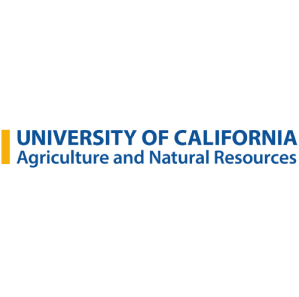 UNIVERSITY OF CALIFORNIA
Agriculture and Natural Resources